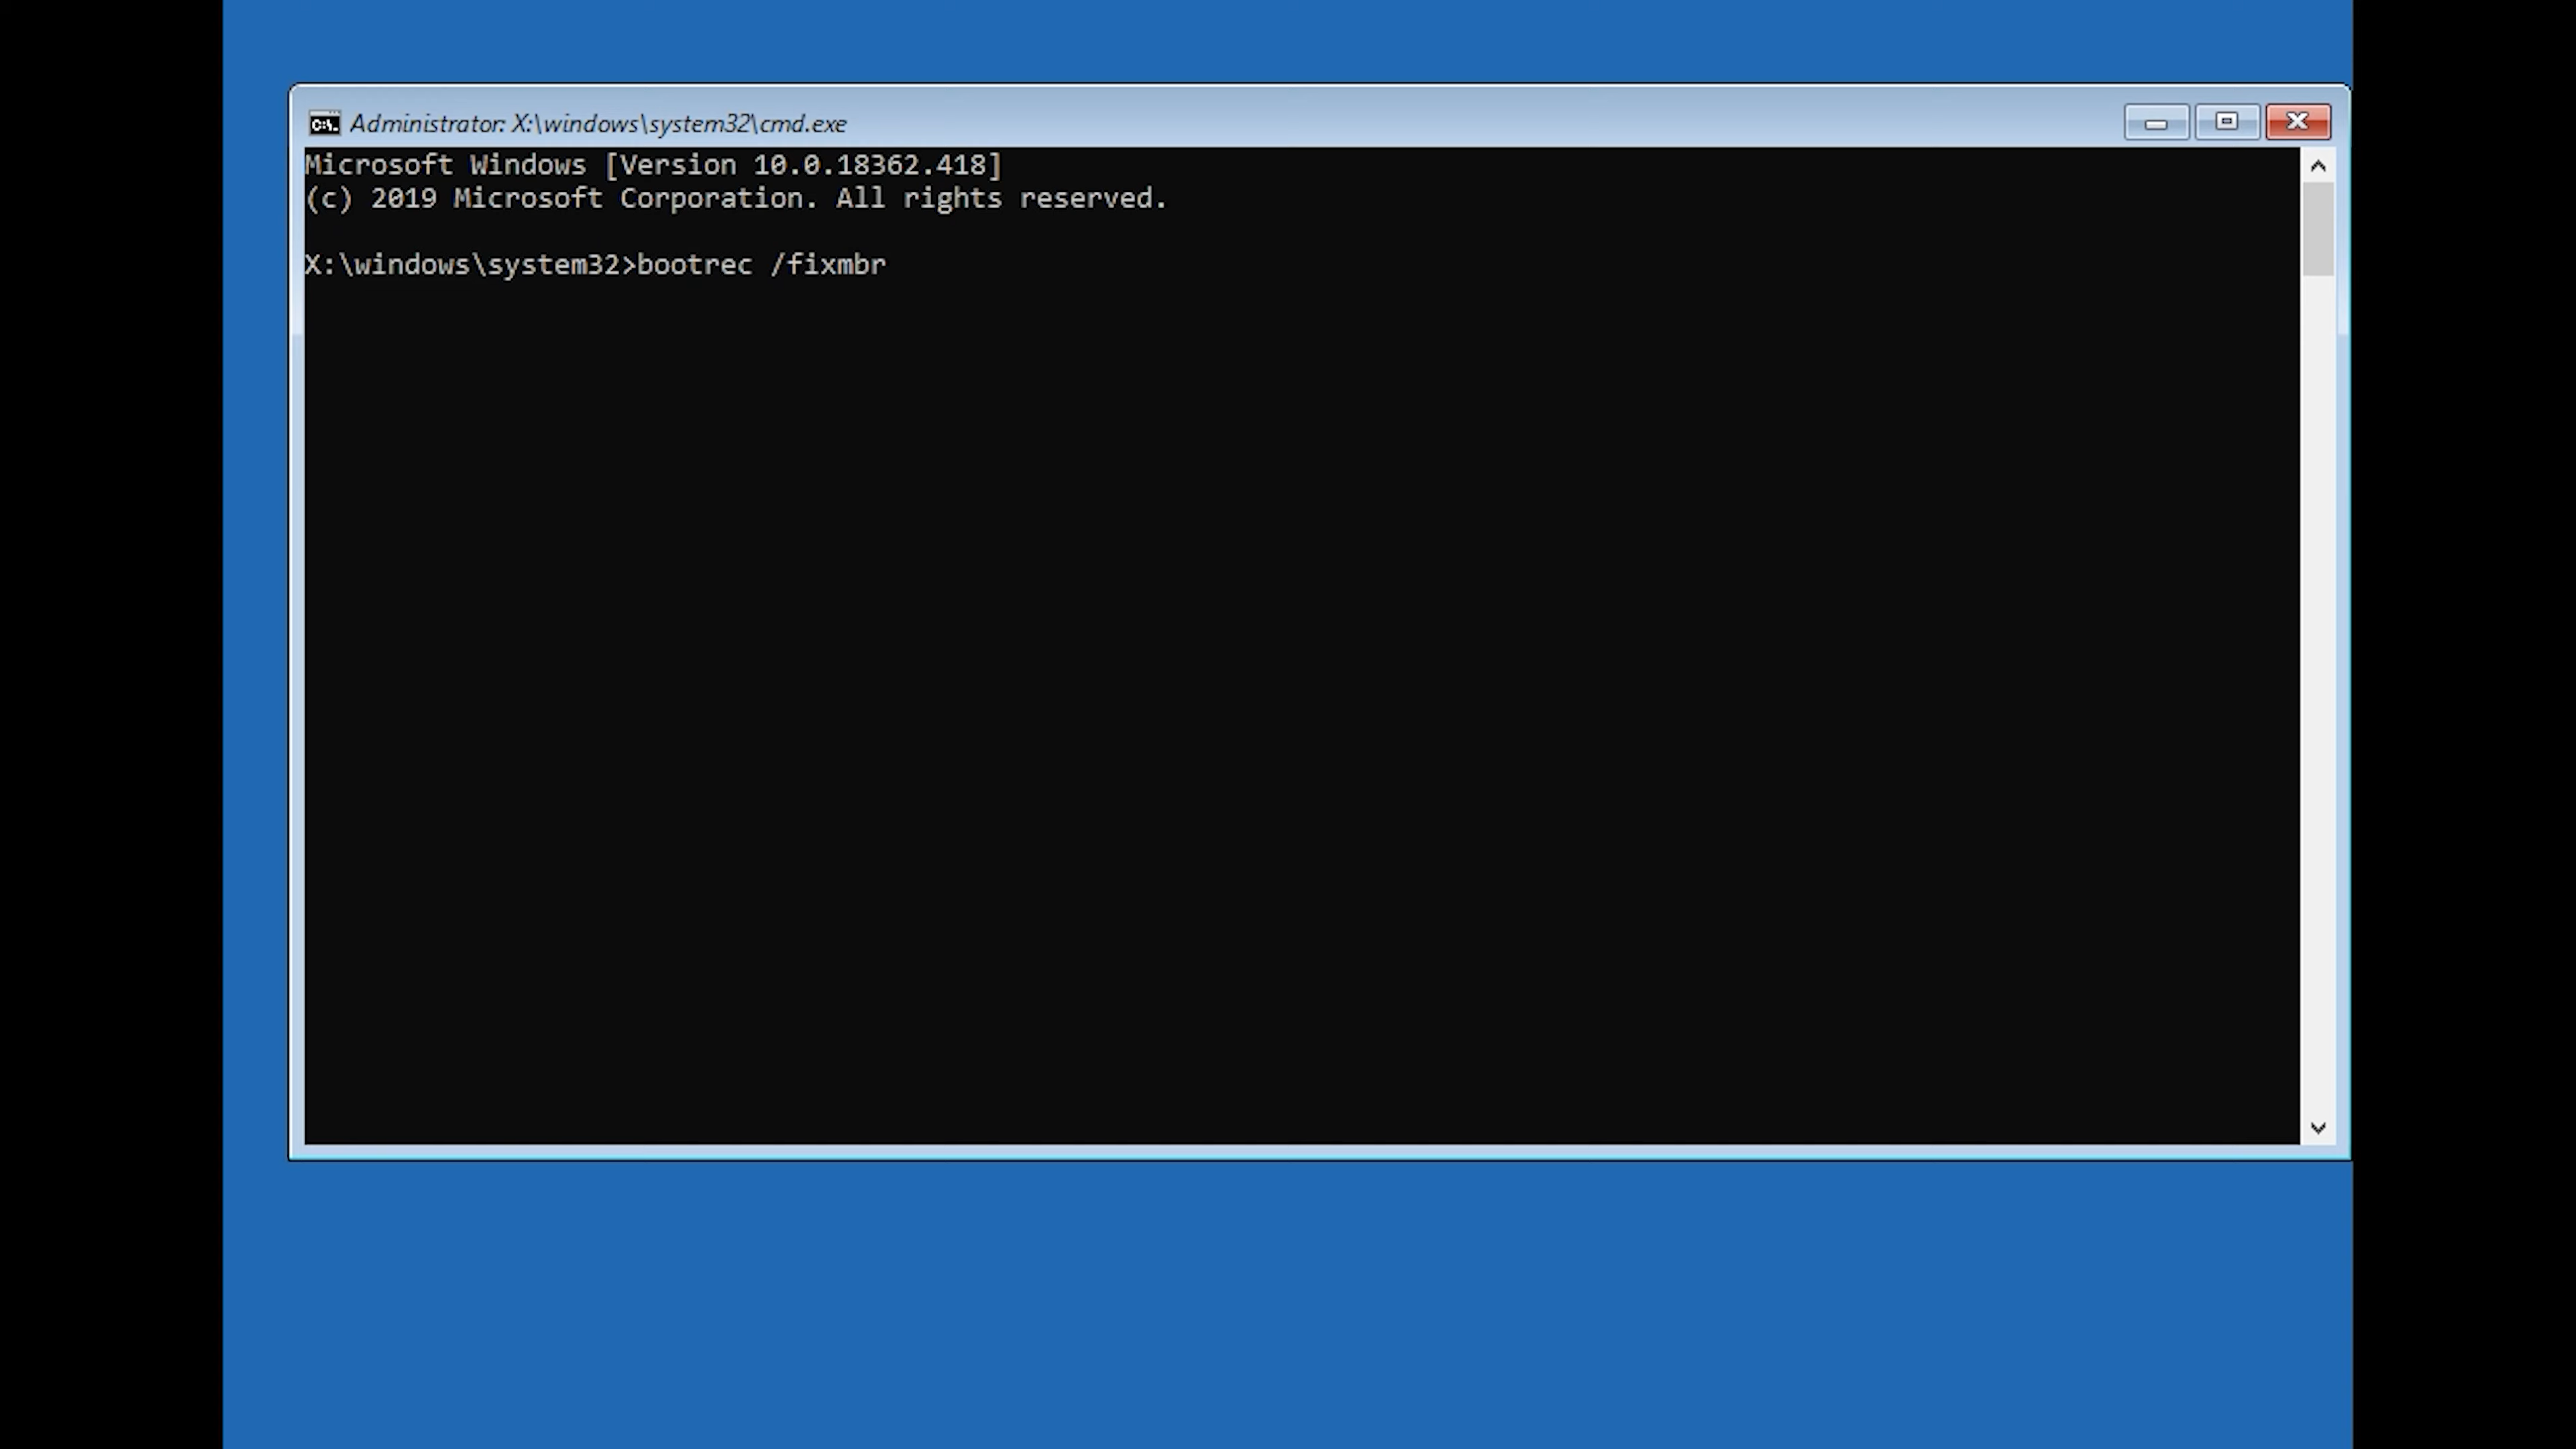 Administrator: X:\windows\system32\cmd.exe
Microsoft Windows [Version 10.0.18362.418]
(c) 2019 Microsoft Corporation. All rights reserved.
X:\windows\system32>bootrec /fixmbr